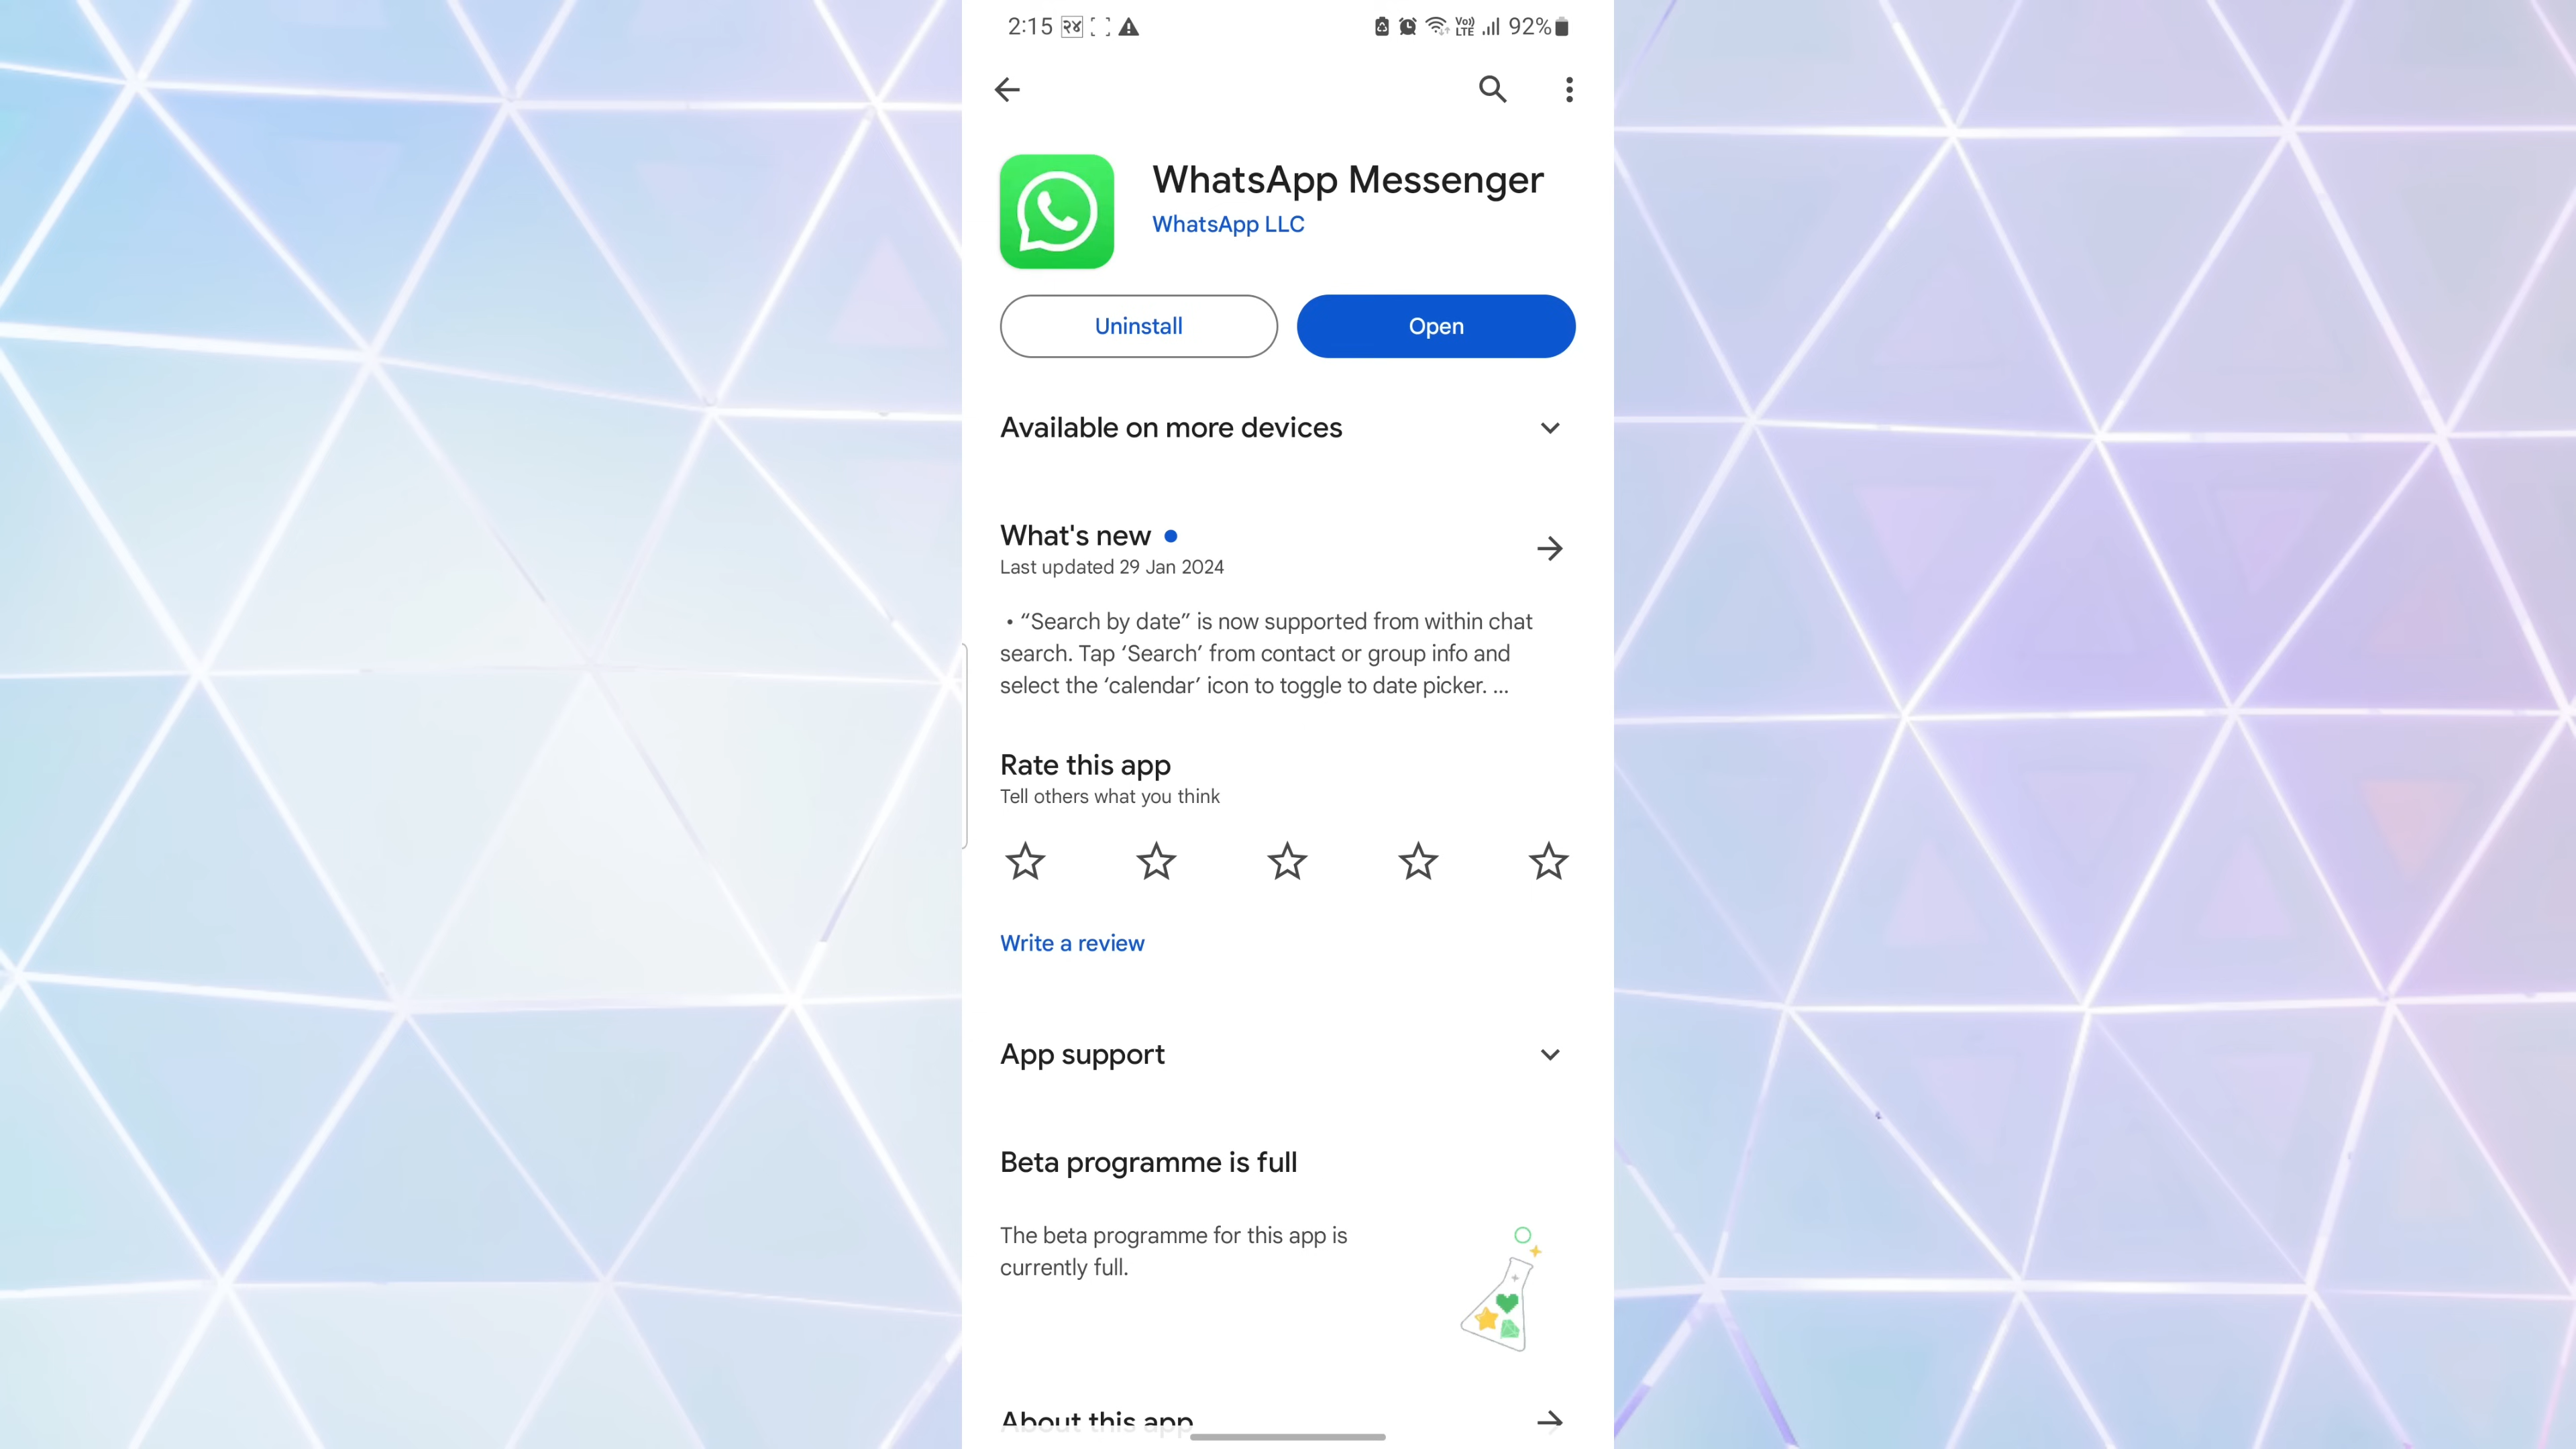 2:15 २४ Vo)) LTE 92%
WhatsApp Messenger
WhatsApp LLC
Uninstall Open
Available on more devices
What's new
Last updated 29 Jan 2024
• “Search by date” is now supported from within chat
search. Tap ‘Search’ from contact or group info and
select the ‘calendar’ icon to toggle to date picker. ...
Rate this app
Tell others what you think
Write a review
App support
Beta programme is full
The beta programme for this app is
currently full.
About this app